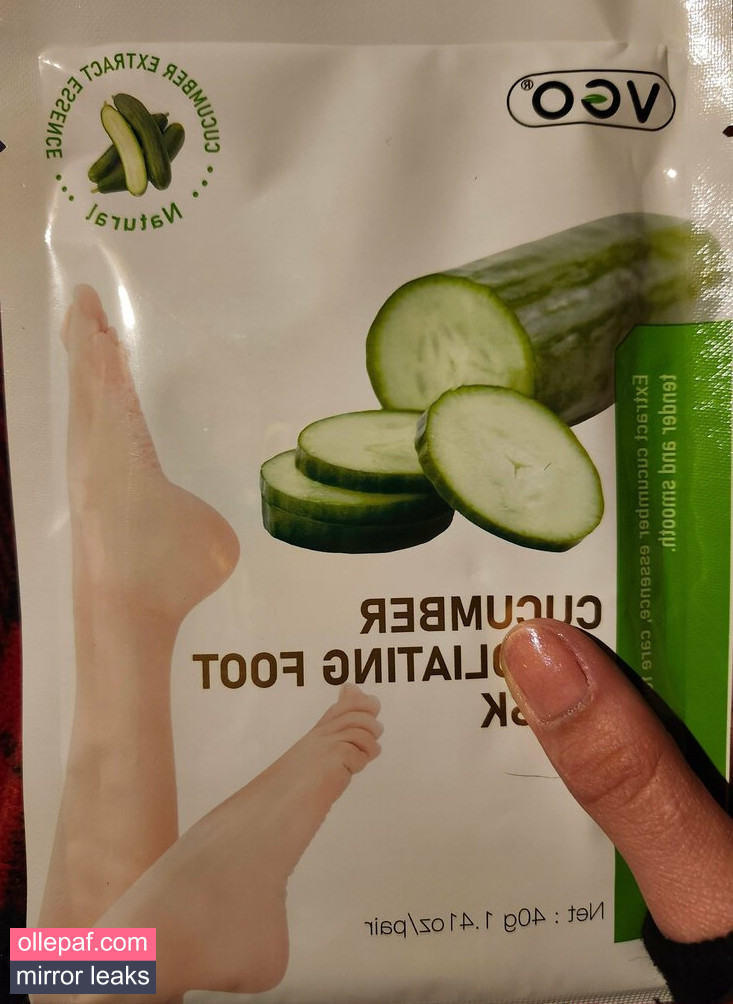 VGO®
CUCUMBER EXTRACT ESSENCE
Natural
Extract cucumber essence, care
tender and smooth.
CUCUMBER
OLIATING FOOT
SK
Net : 40g 1.41oz/pair
ollepaf.com
mirror leaks